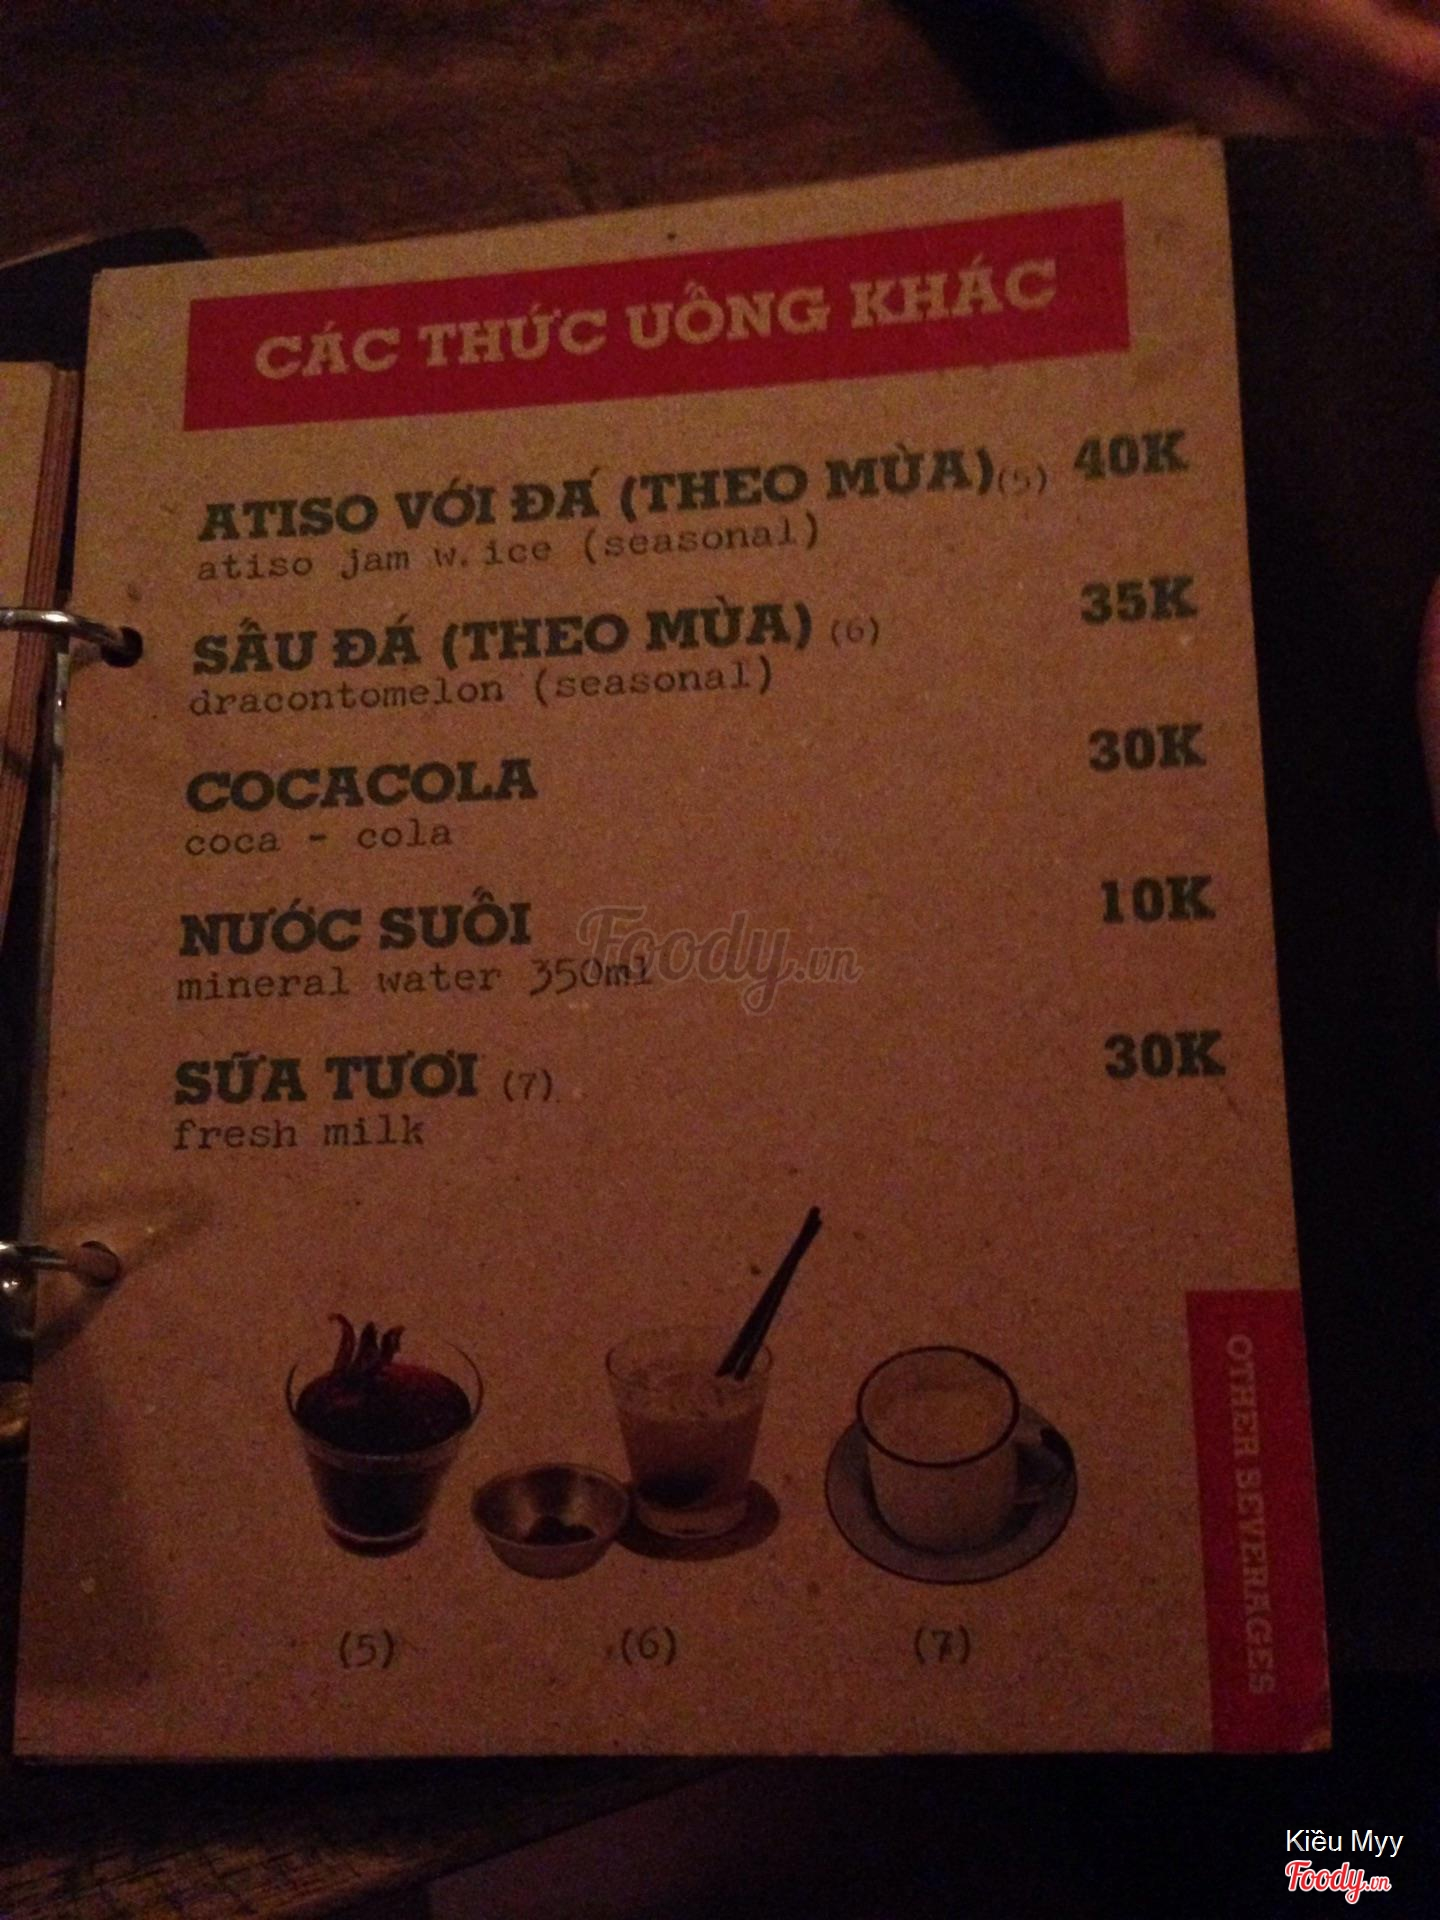 CÁC THỨC UỐNG KHÁC
ATISO VỚI ĐÁ (THEO MÙA)(5) 40K
atiso jam w. ice (seasonal)
SẤU ĐÁ (THEO MÙA) (6) 35K
dracontomelon (seasonal)
COCACOLA 30K
coca - cola
NƯỚC SUỐI 10K
mineral water 350ml
Foody.vn
SỮA TƯƠI (7) 30K
fresh milk
(5) (6) (7)
OTHER BEVERAGES
Kiều Myy
Foody.vn